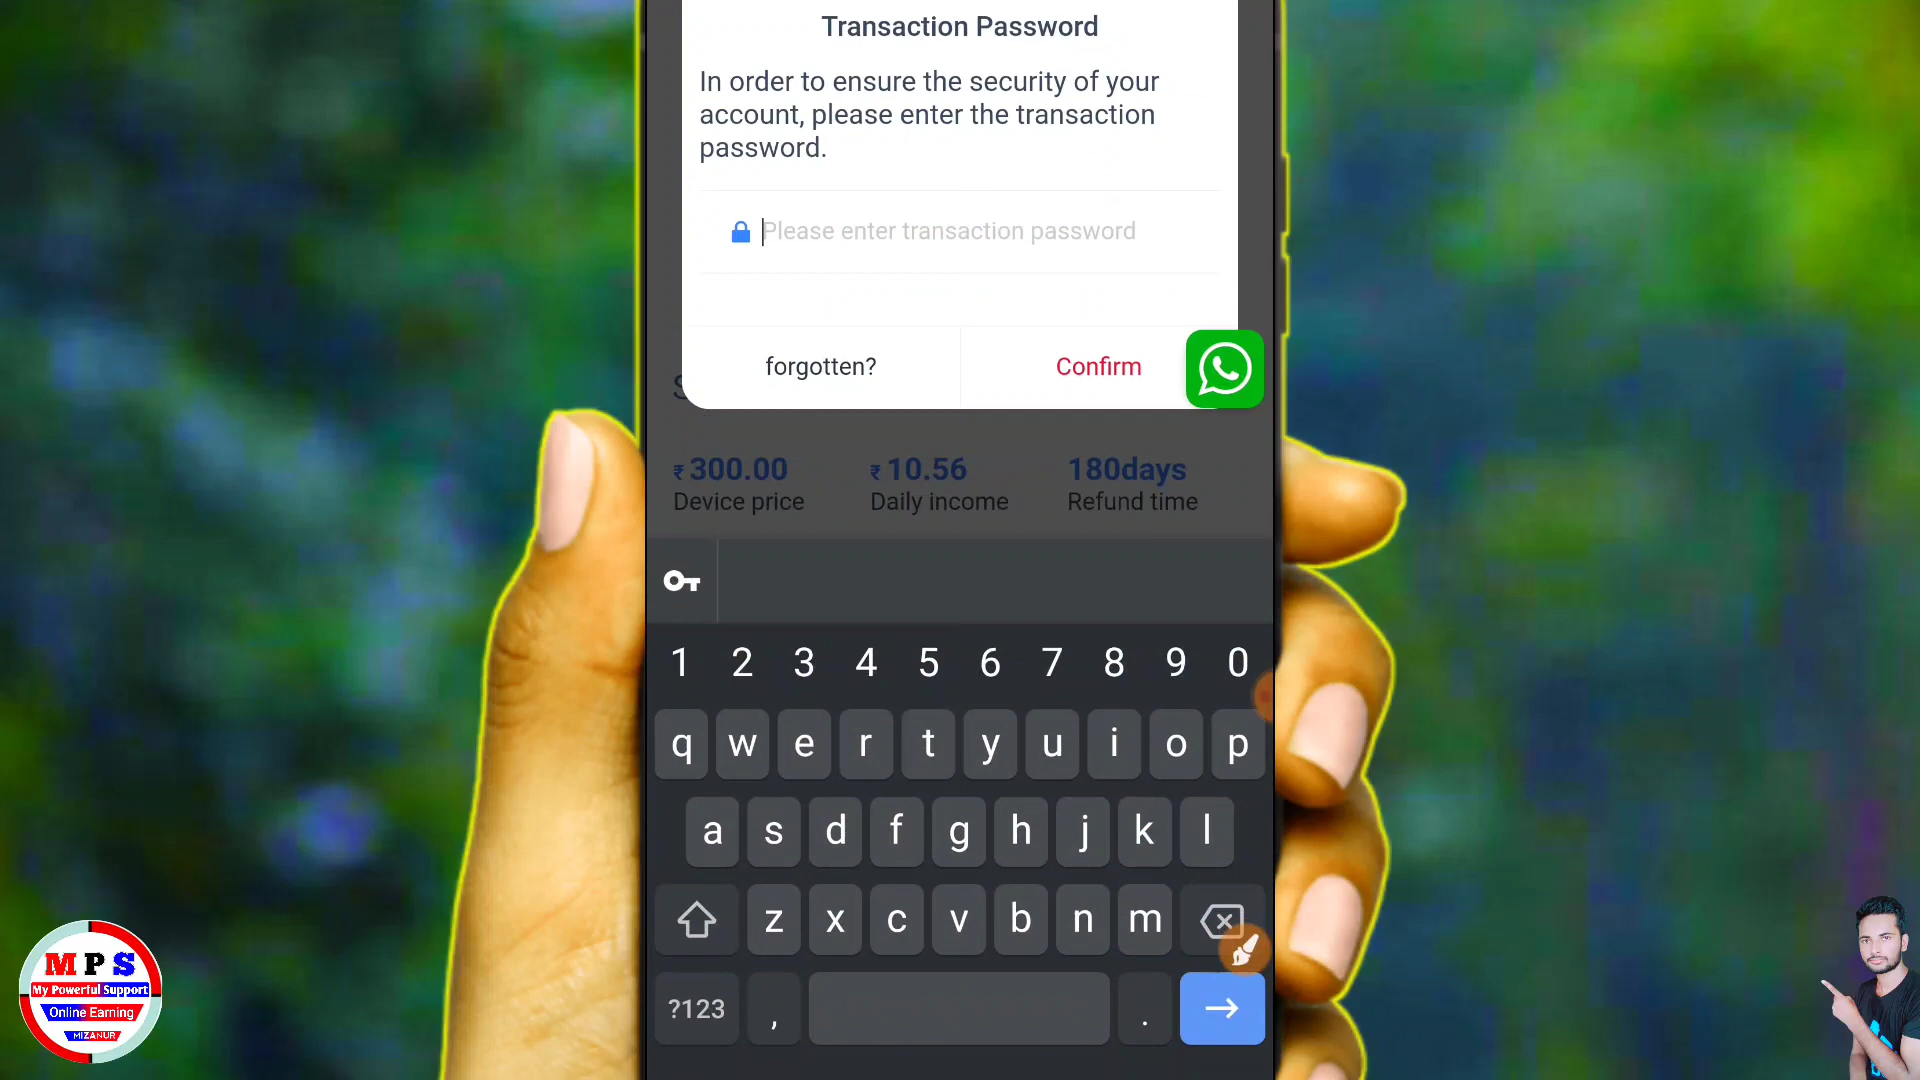 Transaction Password
In order to ensure the security of your
account, please enter the transaction
password.
Please enter transaction password
forgotten?
Confirm
S
₹ 300.00
₹ 10.56
180days
Device price
Daily income
Refund time
1 2 3 4 5 6 7 8 9 0
q w e r t y u i o p
a s d f g h j k l
z x c v b n m
?123 , .
M P S
My Powerful Support
Online Earning
MIZANUR